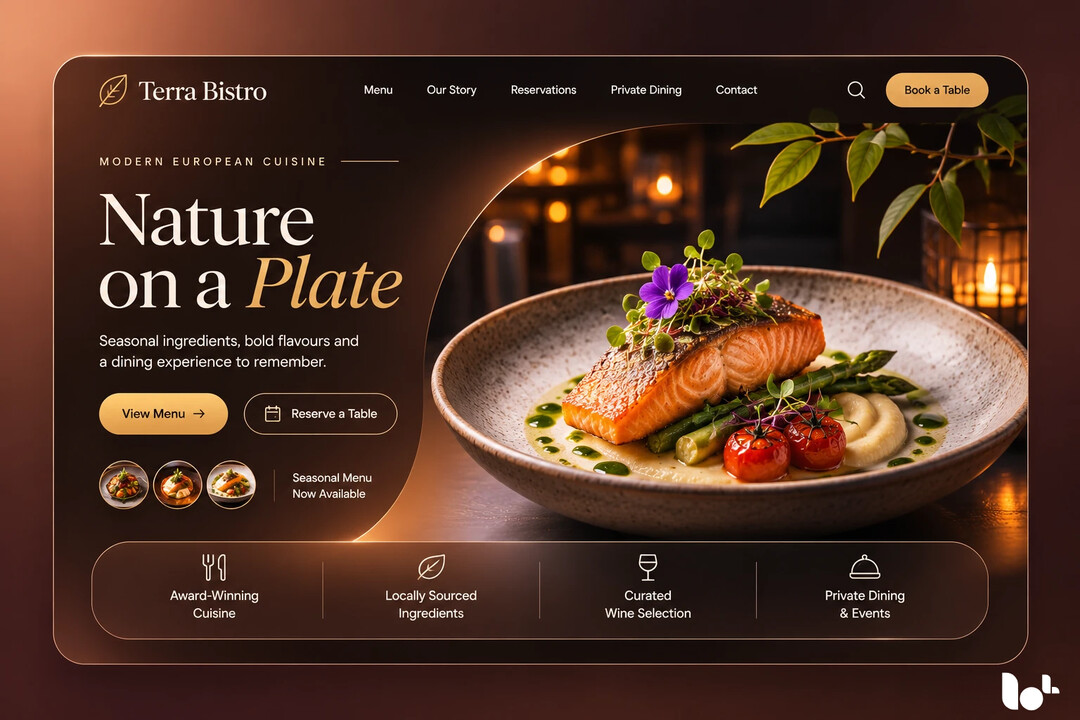 Terra Bistro
Menu
Our Story
Reservations
Private Dining
Contact
Book a Table
MODERN EUROPEAN CUISINE
Nature
on a Plate
Seasonal ingredients, bold flavours and
a dining experience to remember.
View Menu →
Reserve a Table
Seasonal Menu
Now Available
Award-Winning
Cuisine
Locally Sourced
Ingredients
Curated
Wine Selection
Private Dining
& Events